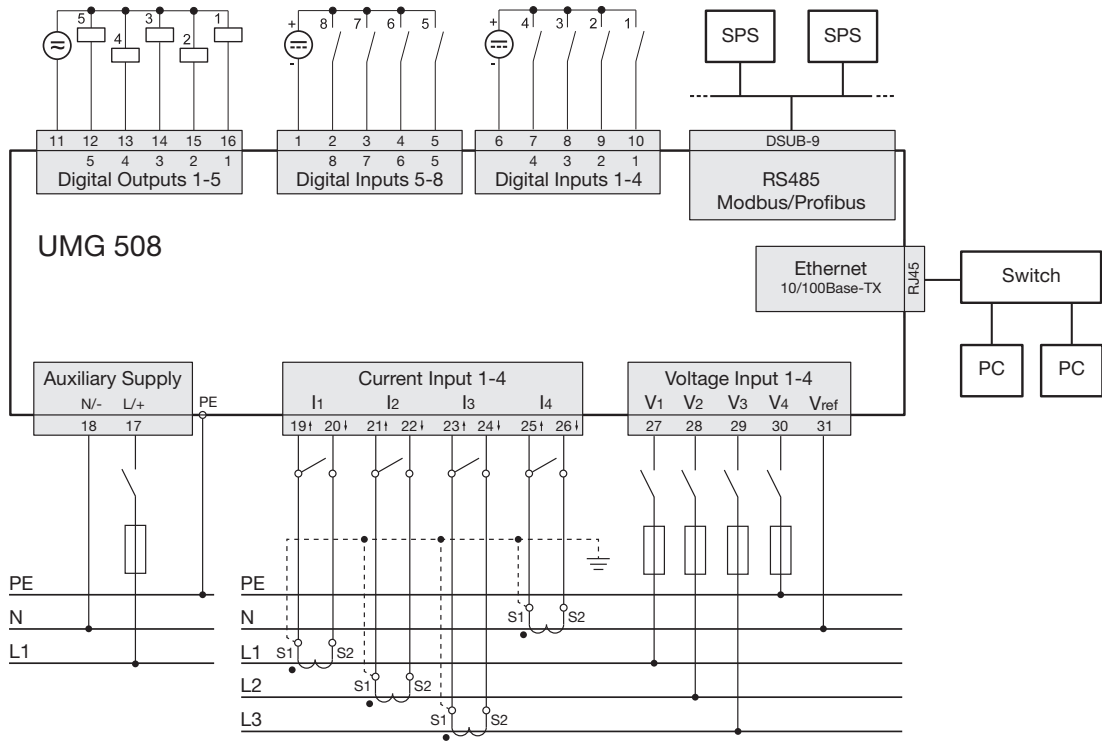 5 3 1
4 2
+ 8 7 6 5
-
+ 4 3 2 1
-
SPS SPS
11 12 13 14 15 16
5 4 3 2 1
Digital Outputs 1-5
1 2 3 4 5
8 7 6 5
Digital Inputs 5-8
6 7 8 9 10
4 3 2 1
Digital Inputs 1-4
DSUB-9
RS485
Modbus/Profibus
UMG 508
Ethernet
10/100Base-TX
RJ45
Switch
PC PC
Auxiliary Supply
N/- L/+ PE
18 17
Current Input 1-4
I1 I2 I3 I4
19 20 21 22 23 24 25 26
Voltage Input 1-4
V1 V2 V3 V4 Vref
27 28 29 30 31
PE
N
L1
PE
N
L1
L2
L3
S1 S2
S1 S2
S1 S2
S1 S2